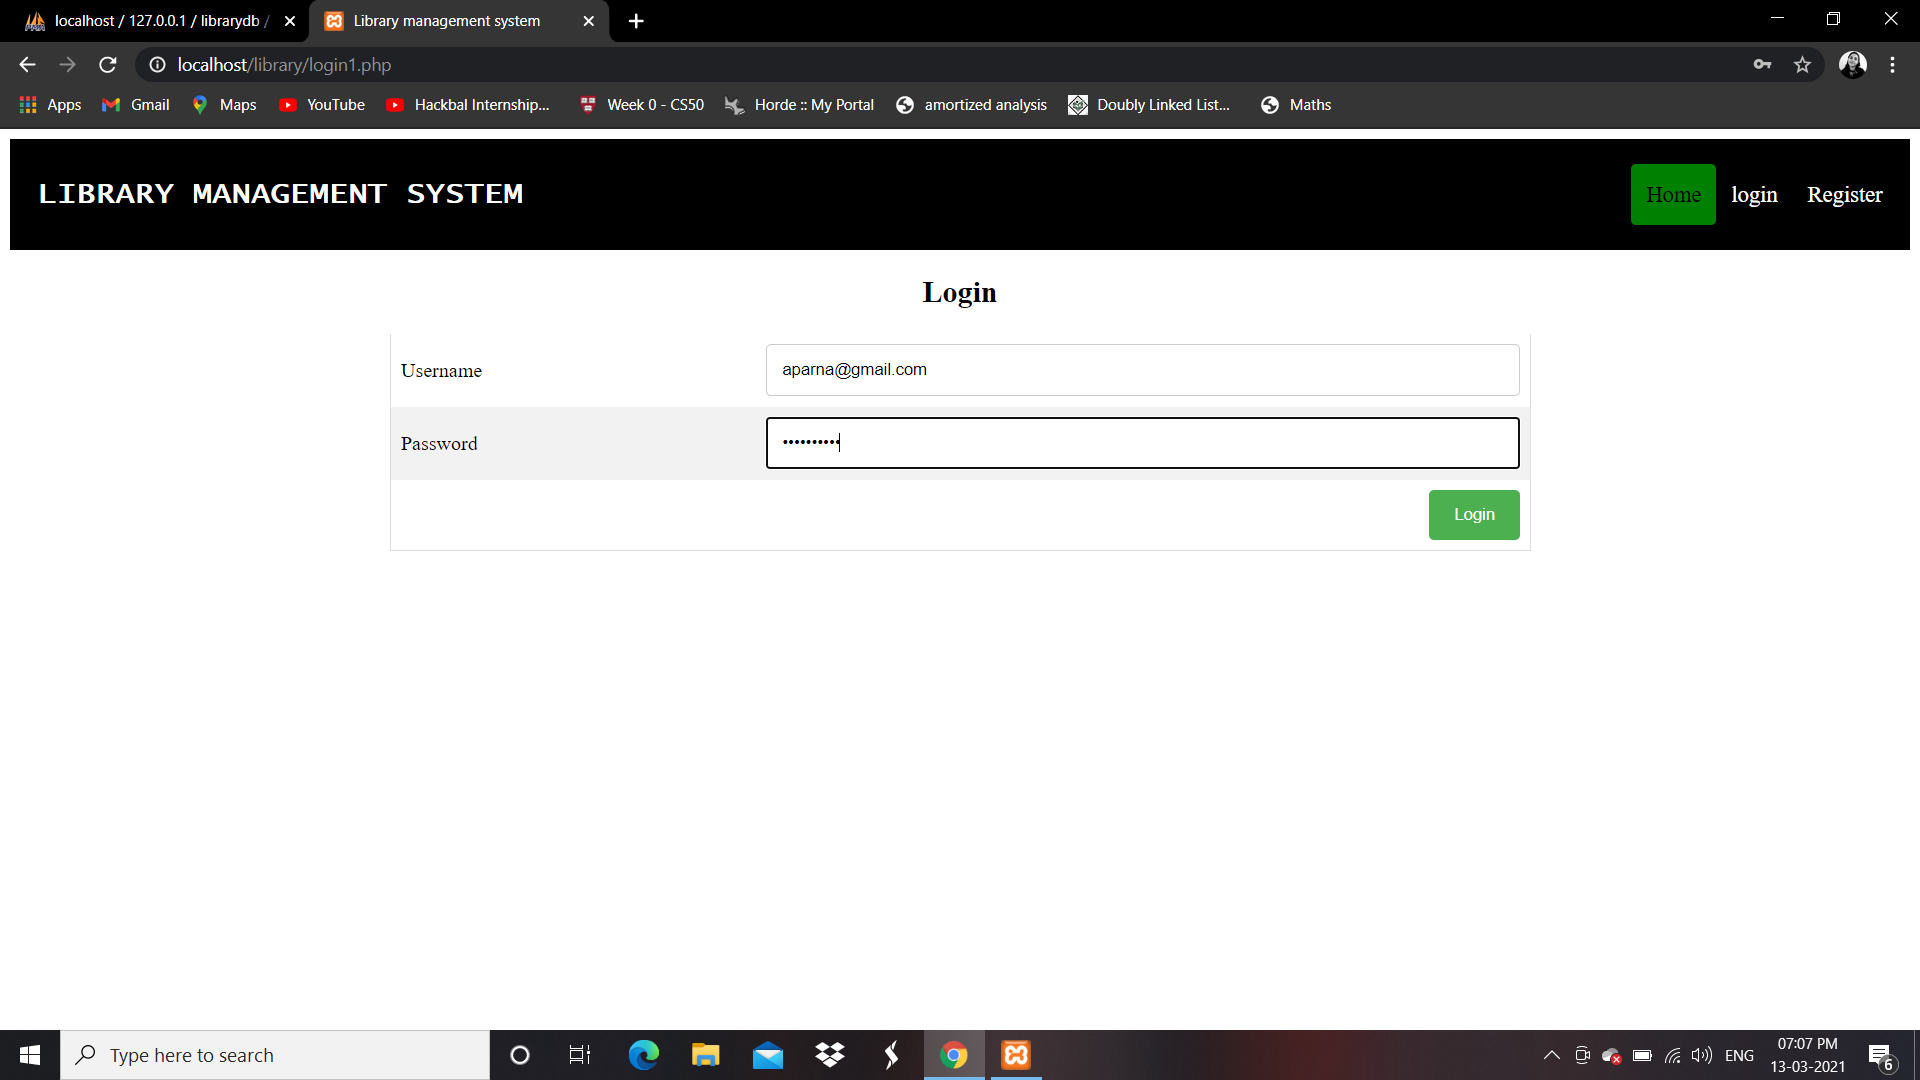 localhost / 127.0.0.1 / librarydb /
Library management system
localhost/library/login1.php
Apps Gmail Maps YouTube Hackbal Internship... Week 0 - CS50 Horde :: My Portal amortized analysis Doubly Linked List... Maths
LIBRARY MANAGEMENT SYSTEM
Home login Register
Login
Username aparna@gmail.com
Password ••••••••••
Login
Type here to search
ENG
07:07 PM
13-03-2021
6